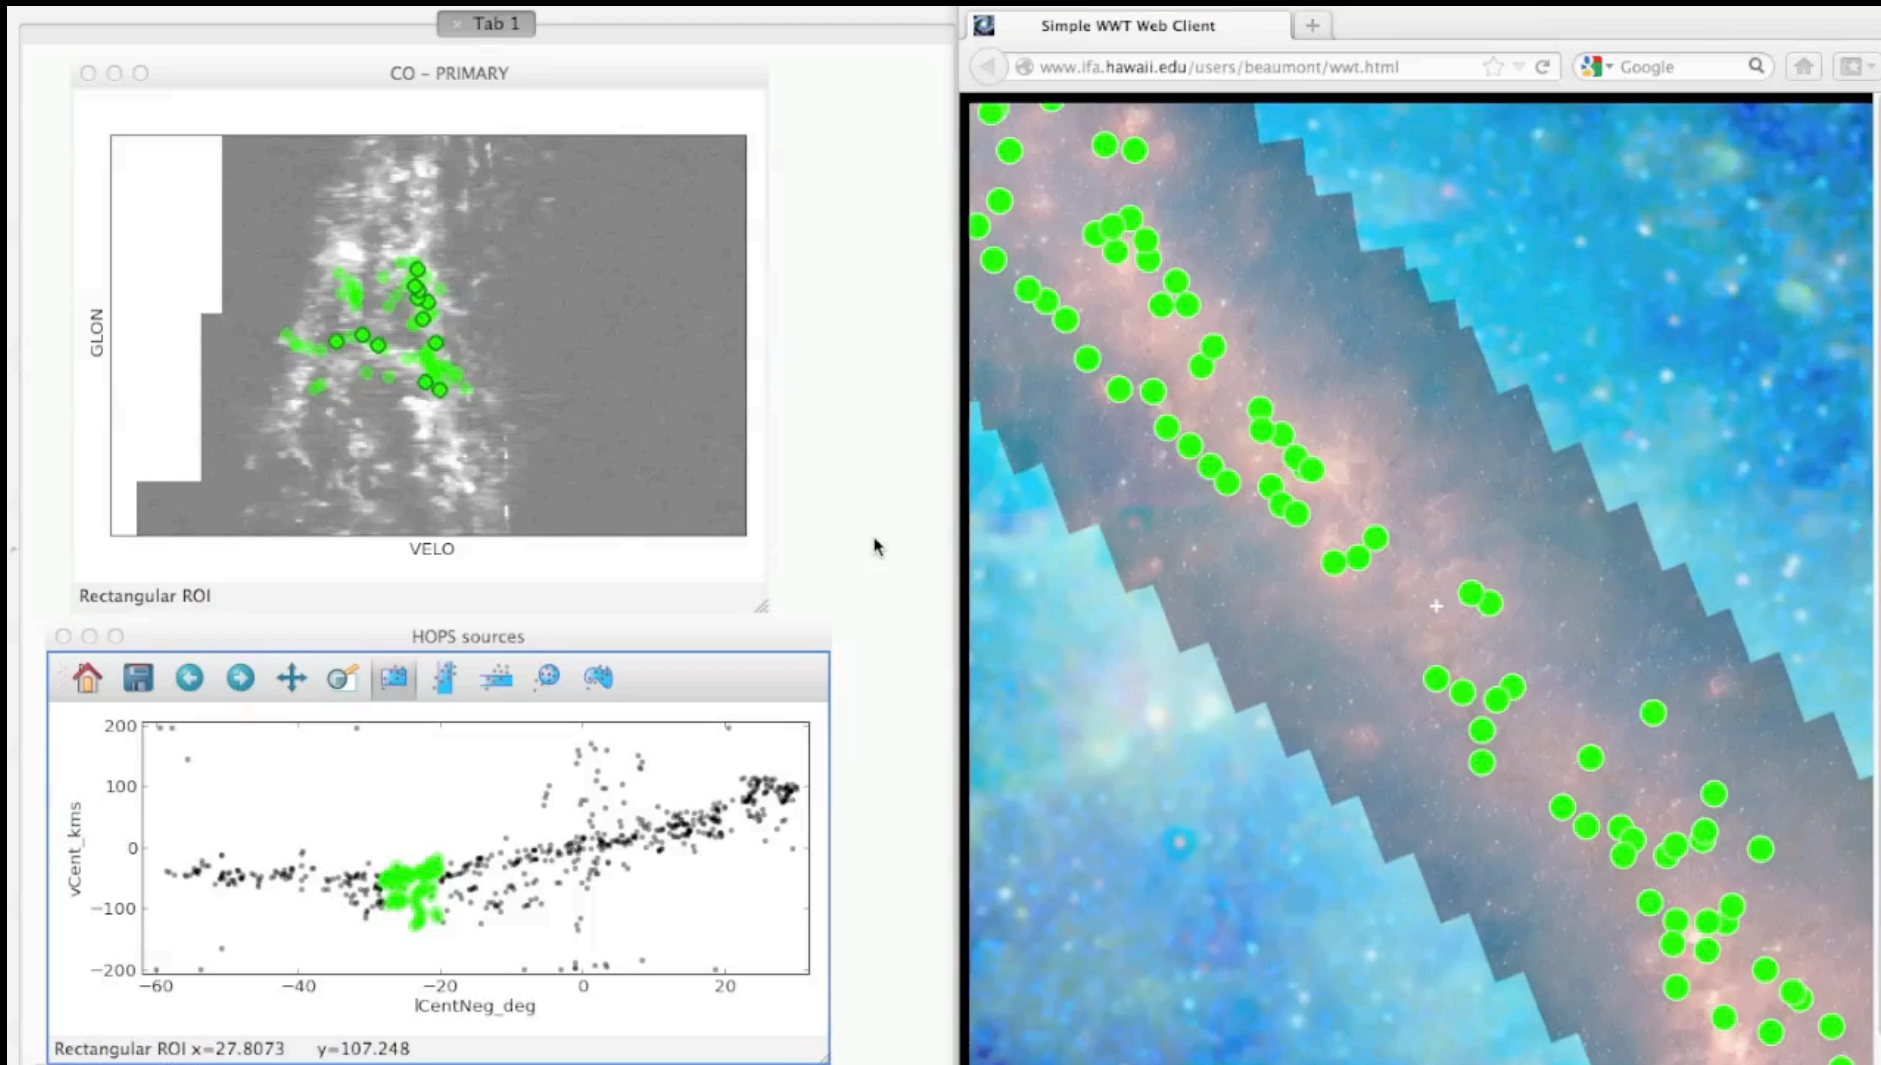 Tab 1
CO - PRIMARY
GLON
VELO
Rectangular ROI
HOPS sources
200
100
0
−100
−200
vCent_kms
−60 −40 −20 0 20
lCentNeg_deg
Rectangular ROI x=27.8073 y=107.248
Simple WWT Web Client
www.ifa.hawaii.edu/users/beaumont/wwt.html
Google